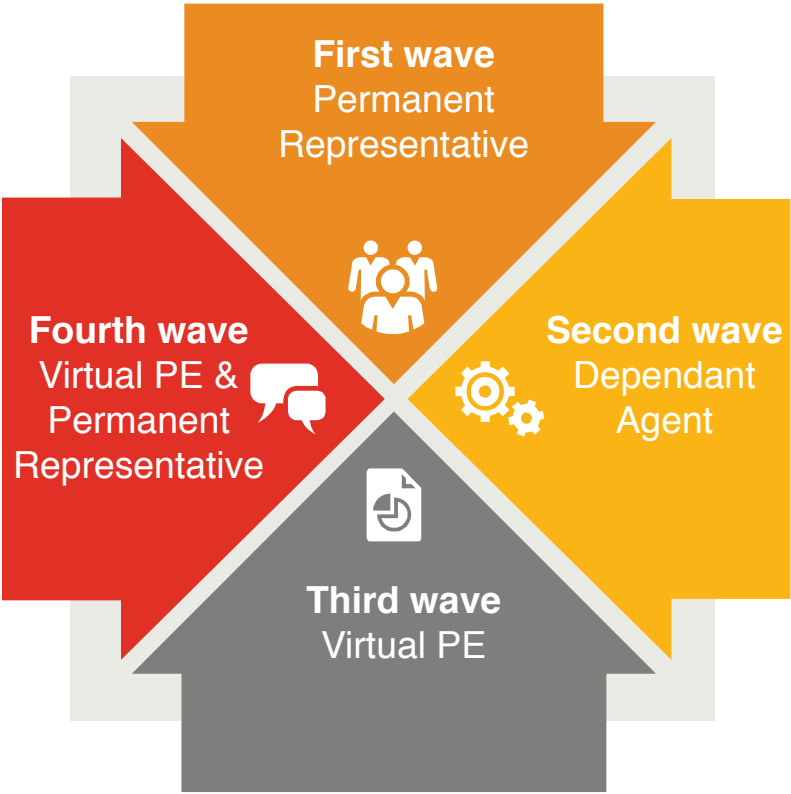 First wave
Permanent
Representative
Second wave
Dependant
Agent
Third wave
Virtual PE
Fourth wave
Virtual PE &
Permanent
Representative